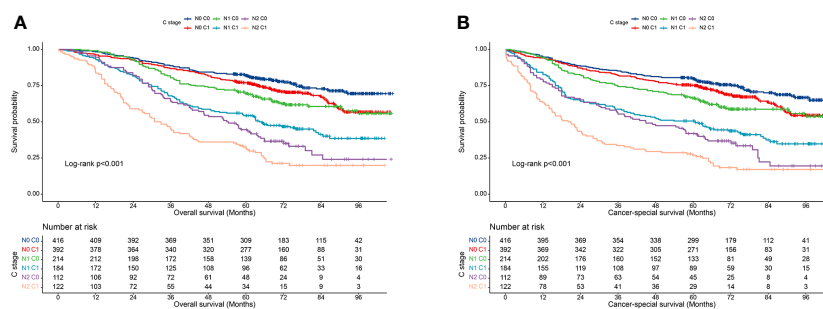 A
C stage
N0 C0 N1 C0 N2 C0
N0 C1 N1 C1 N2 C1
1.00
0.75
0.50
0.25
0.00
Survival probability
Log-rank p<0.001
0 12 24 36 48 60 72 84 96
Overall survival (Months)
Number at risk
C stage
N0 C0 416 409 392 369 351 309 183 115 42
N0 C1 392 378 364 340 320 277 160 88 31
N1 C0 214 212 198 172 158 139 86 51 30
N1 C1 184 172 150 125 108 96 62 33 16
N2 C0 112 106 92 72 61 48 24 9 4
N2 C1 122 103 72 55 44 34 15 9 3
0 12 24 36 48 60 72 84 96
Overall survival (Months)
B
C stage
N0 C0 N1 C0 N2 C0
N0 C1 N1 C1 N2 C1
1.00
0.75
0.50
0.25
0.00
Survival probability
Log-rank p<0.001
0 12 24 36 48 60 72 84 96
Cancer-special survival (Months)
Number at risk
C stage
N0 C0 416 395 369 354 338 299 179 112 41
N0 C1 392 369 342 322 305 271 156 83 31
N1 C0 214 202 176 160 152 133 81 49 28
N1 C1 184 155 119 108 97 89 59 30 15
N2 C0 112 89 73 63 54 45 25 8 4
N2 C1 122 78 53 41 36 29 14 8 3
0 12 24 36 48 60 72 84 96
Cancer-special survival (Months)